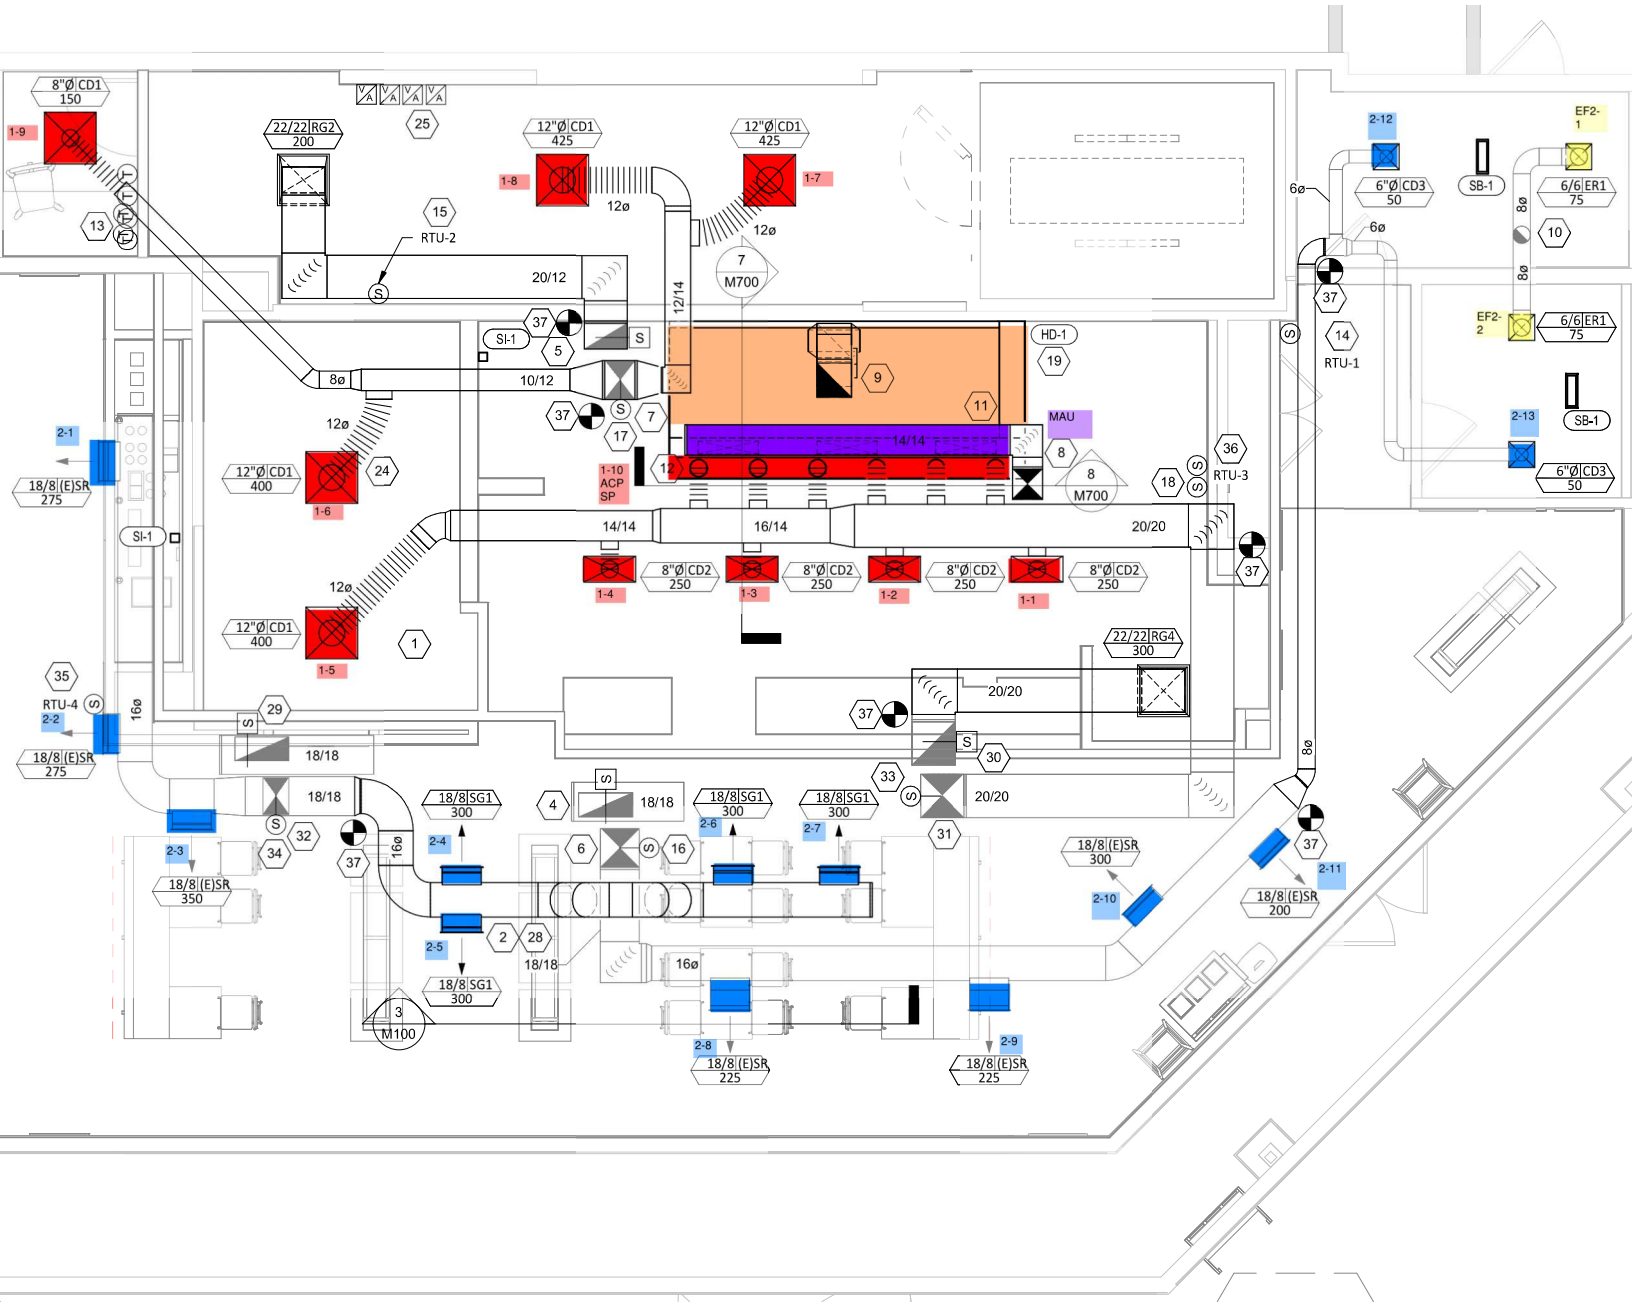 8"Ø CD1
150
1-9
13
T
T
T
T
V/A
V/A
V/A
V/A
25
22/22 RG2
200
12"Ø CD1
425
1-8
12ø
12"Ø CD1
425
1-7
12ø
15
RTU-2
S
20/12
7
M700
12/14
2-12
6"Ø CD3
50
6ø
6ø
SB-1
EF2-
1
6/6 ER1
75
8ø
10
8ø
EF2-
2
6/6 ER1
75
SB-1
2-13
6"Ø CD3
50
37
14
RTU-1
S
SI-1
37
5
S
HD-1
19
9
11
8ø
10/12
12ø
37
S
7
17
14/14
MAU
8
8
M700
1-10
ACP
SP
12
18
S
S
36
RTU-3
2-1
18/8 (E)SR
275
12"Ø CD1
400
1-6
24
SI-1
14/14
16/14
20/20
37
8"Ø CD2
250
1-4
8"Ø CD2
250
1-3
8"Ø CD2
250
1-2
8"Ø CD2
250
1-1
12ø
12"Ø CD1
400
1-5
1
22/22 RG4
300
20/20
35
RTU-4
S
2-2
18/8 (E)SR
275
16ø
29
S
18/18
37
S
30
8ø
18/18
S
32
34
37
16ø
18/8 SG1
300
2-4
4
S
18/18
6
S
16
18/8 SG1
300
2-6
18/8 SG1
300
2-7
33
S
20/20
31
37
2-3
18/8 (E)SR
350
18/8 (E)SR
300
2-10
2-11
18/8 (E)SR
200
2-5
2
28
18/18
16ø
18/8 SG1
300
3
M100
2-8
18/8 (E)SR
225
2-9
18/8 (E)SR
225